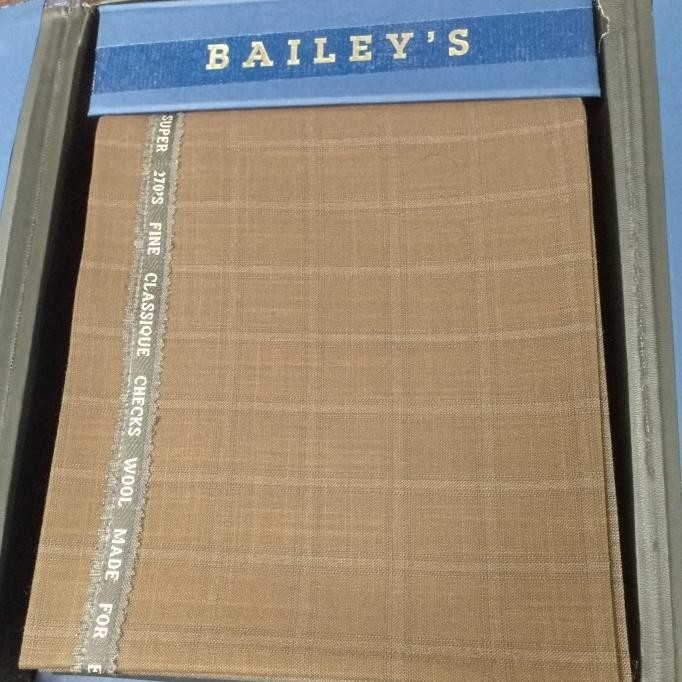 BAILEY'S
SUPER 270'S FINE CLASSIQUE CHECKS WOOL MADE FOR